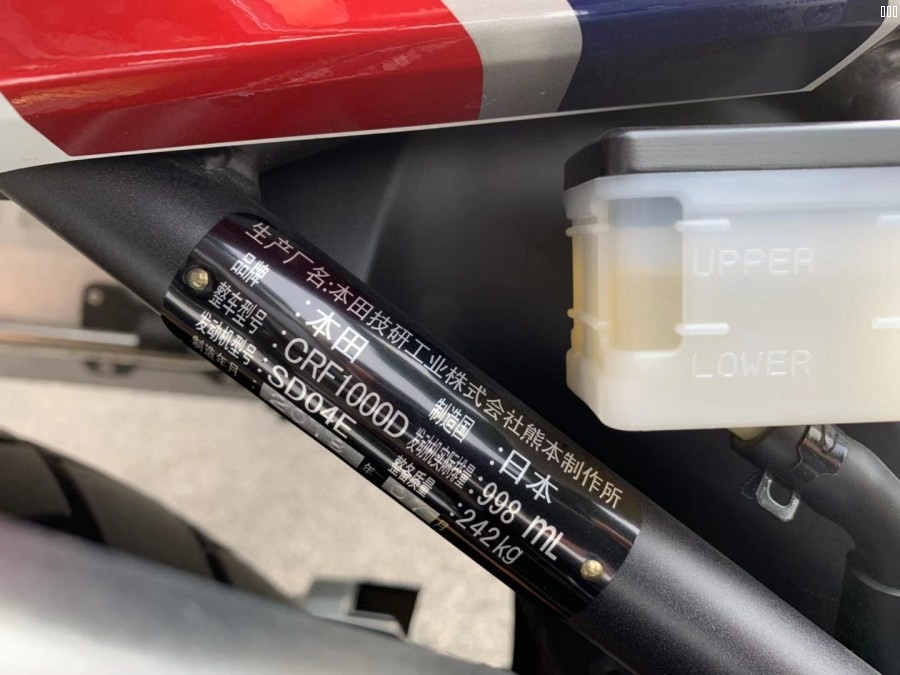 生产厂名:本田技研工业株式会社熊本制作所
品牌:本田 制造国:日本
整车型号:CRF1000D 发动机实际排量:998 mL
发动机型号:SD04E 整备质量:242kg
制造年月: 年 月
UPPER
LOWER